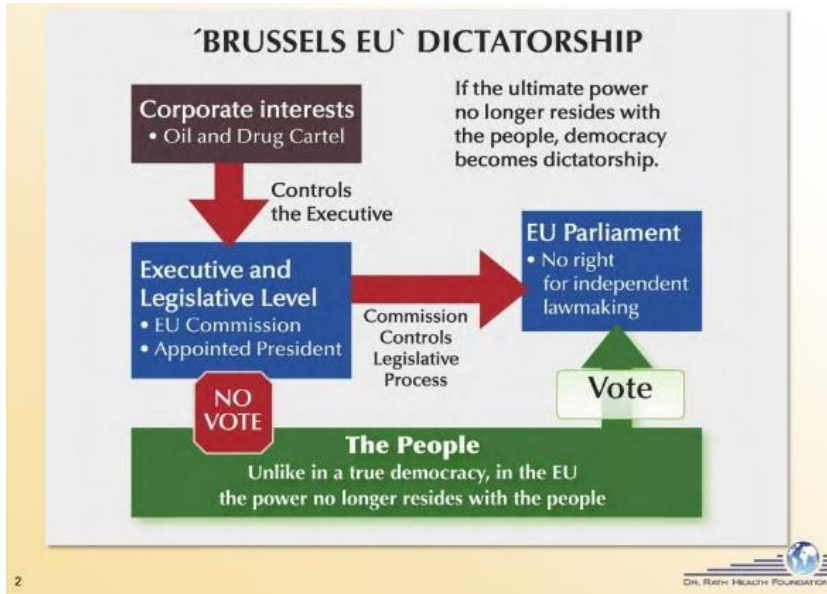 ´BRUSSELS EU` DICTATORSHIP
Corporate interests
• Oil and Drug Cartel
If the ultimate power
no longer resides with
the people, democracy
becomes dictatorship.
Controls
the Executive
Executive and
Legislative Level
• EU Commission
• Appointed President
EU Parliament
• No right
for independent
lawmaking
Commission
Controls
Legislative
Process
NO
VOTE
Vote
The People
Unlike in a true democracy, in the EU
the power no longer resides with the people
2
DR. RATH HEALTH FOUNDATION